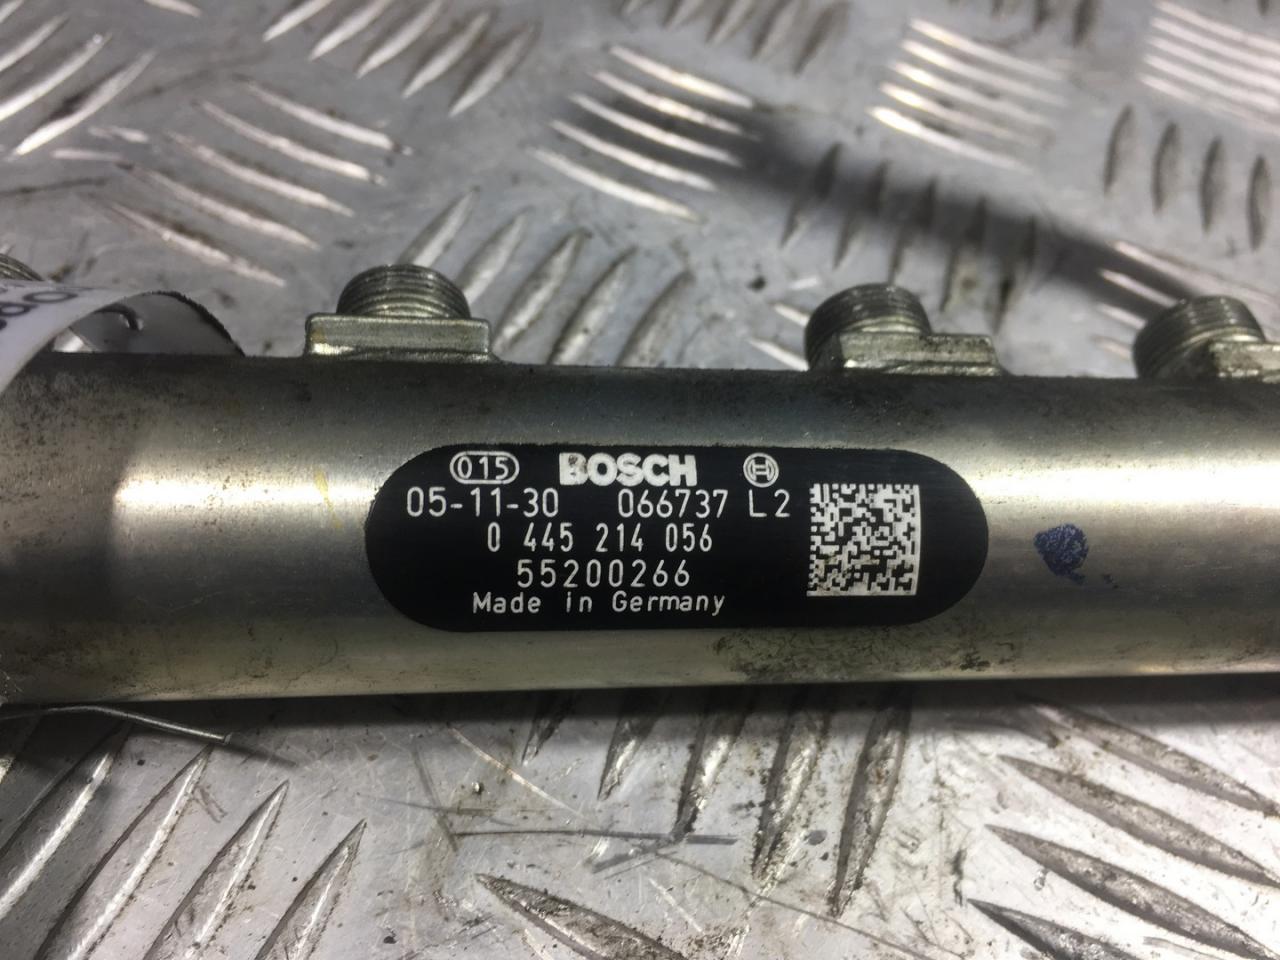 015 BOSCH
05-11-30 066737 L2
0 445 214 056
55200266
Made in Germany